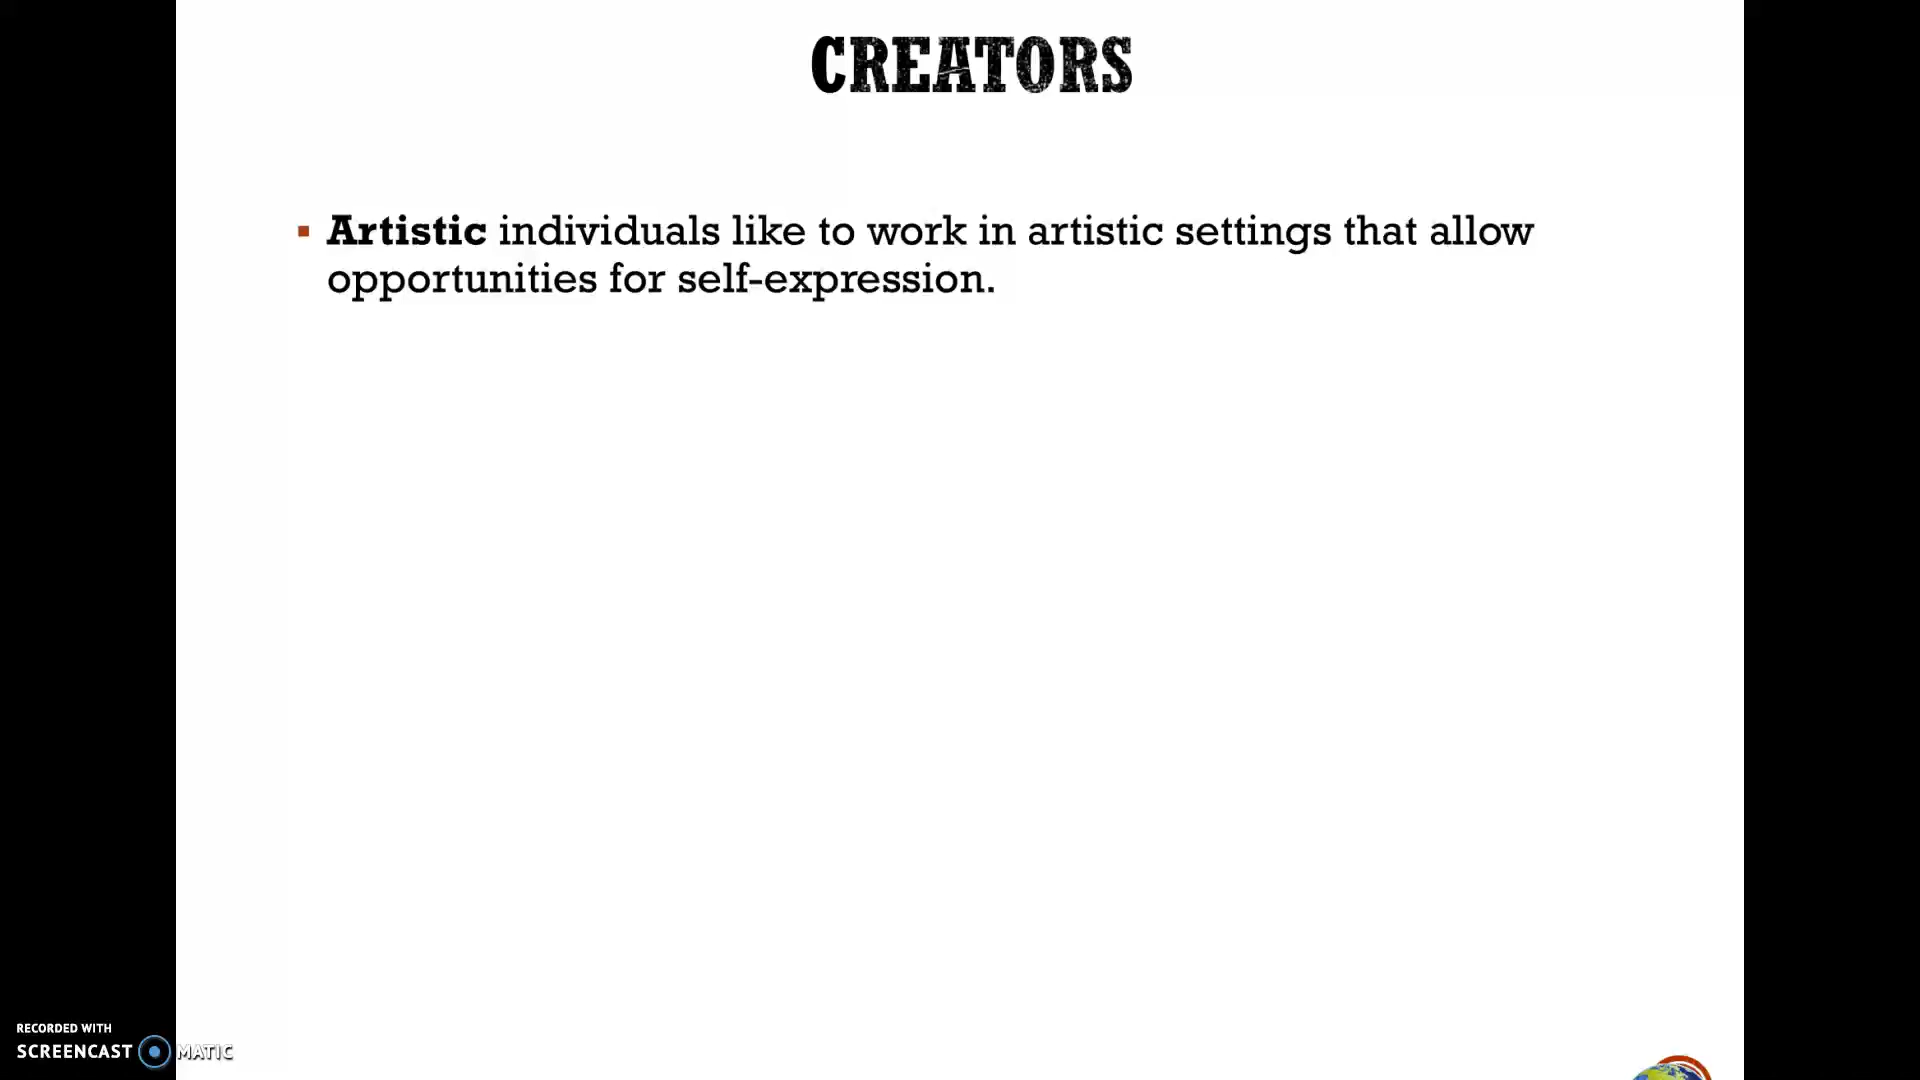 CREATORS
▪ Artistic individuals like to work in artistic settings that allow
opportunities for self-expression.
RECORDED WITH
SCREENCAST MATIC